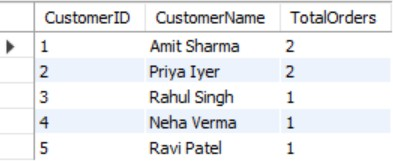 CustomerID CustomerName TotalOrders
1 Amit Sharma 2
2 Priya Iyer 2
3 Rahul Singh 1
4 Neha Verma 1
5 Ravi Patel 1